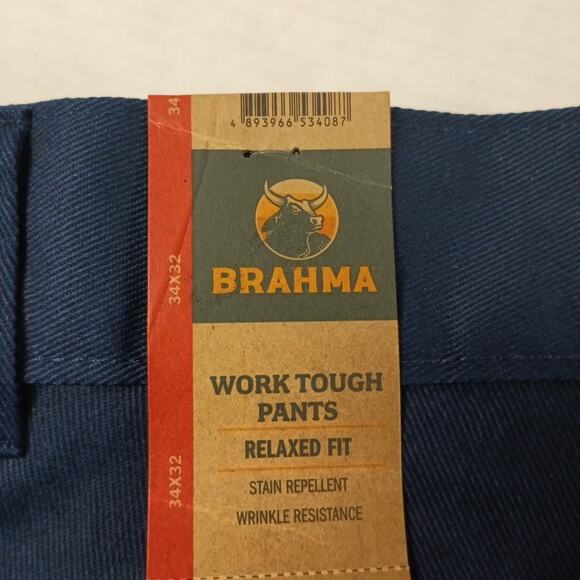 34
4 893966 534087
BRAHMA
34X32
WORK TOUGH
PANTS
RELAXED FIT
STAIN REPELLENT
34X32
WRINKLE RESISTANCE